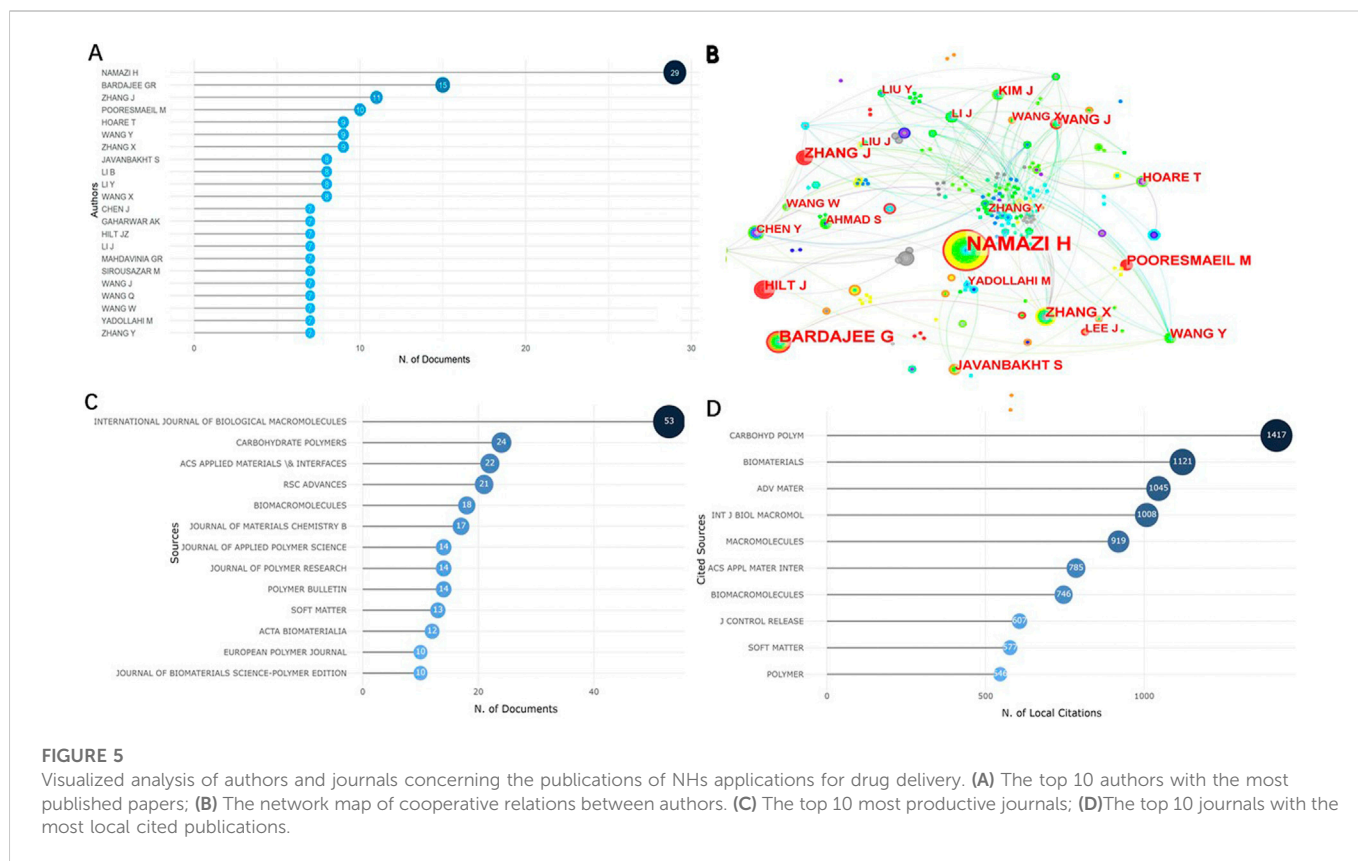 A
NAMAZI H
29
BARDAJEE GR
15
ZHANG J
11
POORESMAEIL M
10
HOARE T
9
WANG Y
9
ZHANG X
9
JAVANBAKHT S
8
LI B
8
LI Y
8
WANG X
8
CHEN J
7
GAHARWAR AK
7
HILT JZ
7
LI J
7
MAHDAVINIA GR
7
SIROUSAZAR M
7
WANG J
7
WANG Q
7
WANG W
7
YADOLLAHI M
7
ZHANG Y
7
Authors
0
10
20
30
N. of Documents
B
LIU Y
KIM J
LI J
WANG X
WANG J
LIU J
ZHANG J
HOARE T
WANG W
ZHANG Y
AHMAD S
CHEN Y
NAMAZI H
POORESMAEIL M
YADOLLAHI M
HILT J
ZHANG X
LEE J
WANG Y
BARDAJEE G
JAVANBAKHT S
C
INTERNATIONAL JOURNAL OF BIOLOGICAL MACROMOLECULES
53
CARBOHYDRATE POLYMERS
24
ACS APPLIED MATERIALS \& INTERFACES
22
RSC ADVANCES
21
BIOMACROMOLECULES
18
JOURNAL OF MATERIALS CHEMISTRY B
17
JOURNAL OF APPLIED POLYMER SCIENCE
14
JOURNAL OF POLYMER RESEARCH
14
POLYMER BULLETIN
14
SOFT MATTER
13
ACTA BIOMATERIALIA
12
EUROPEAN POLYMER JOURNAL
10
JOURNAL OF BIOMATERIALS SCIENCE-POLYMER EDITION
10
Sources
0
20
40
N. of Documents
D
CARBOHYD POLYM
1417
BIOMATERIALS
1121
ADV MATER
1045
INT J BIOL MACROMOL
1008
MACROMOLECULES
919
ACS APPL MATER INTER
785
BIOMACROMOLECULES
746
J CONTROL RELEASE
607
SOFT MATTER
577
POLYMER
546
Cited Sources
0
500
1000
N. of Local Citations
FIGURE 5
Visualized analysis of authors and journals concerning the publications of NHs applications for drug delivery. (A) The top 10 authors with the most
published papers; (B) The network map of cooperative relations between authors. (C) The top 10 most productive journals; (D)The top 10 journals with the
most local cited publications.